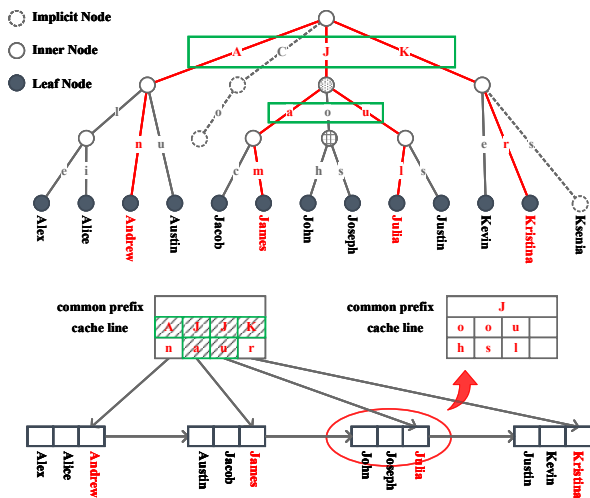 Implicit Node
Inner Node
Leaf Node
A C J K
l n u o a o u e r s
e i c m h s l s
Alex Alice Andrew Austin Jacob James John Joseph Julia Justin Kevin Kristina Ksenia
common prefix
cache line
A J J K
n a u r
common prefix
J
cache line
o o u
h s l
Alex Alice Andrew Austin Jacob James John Joseph Julia Justin Kevin Kristina